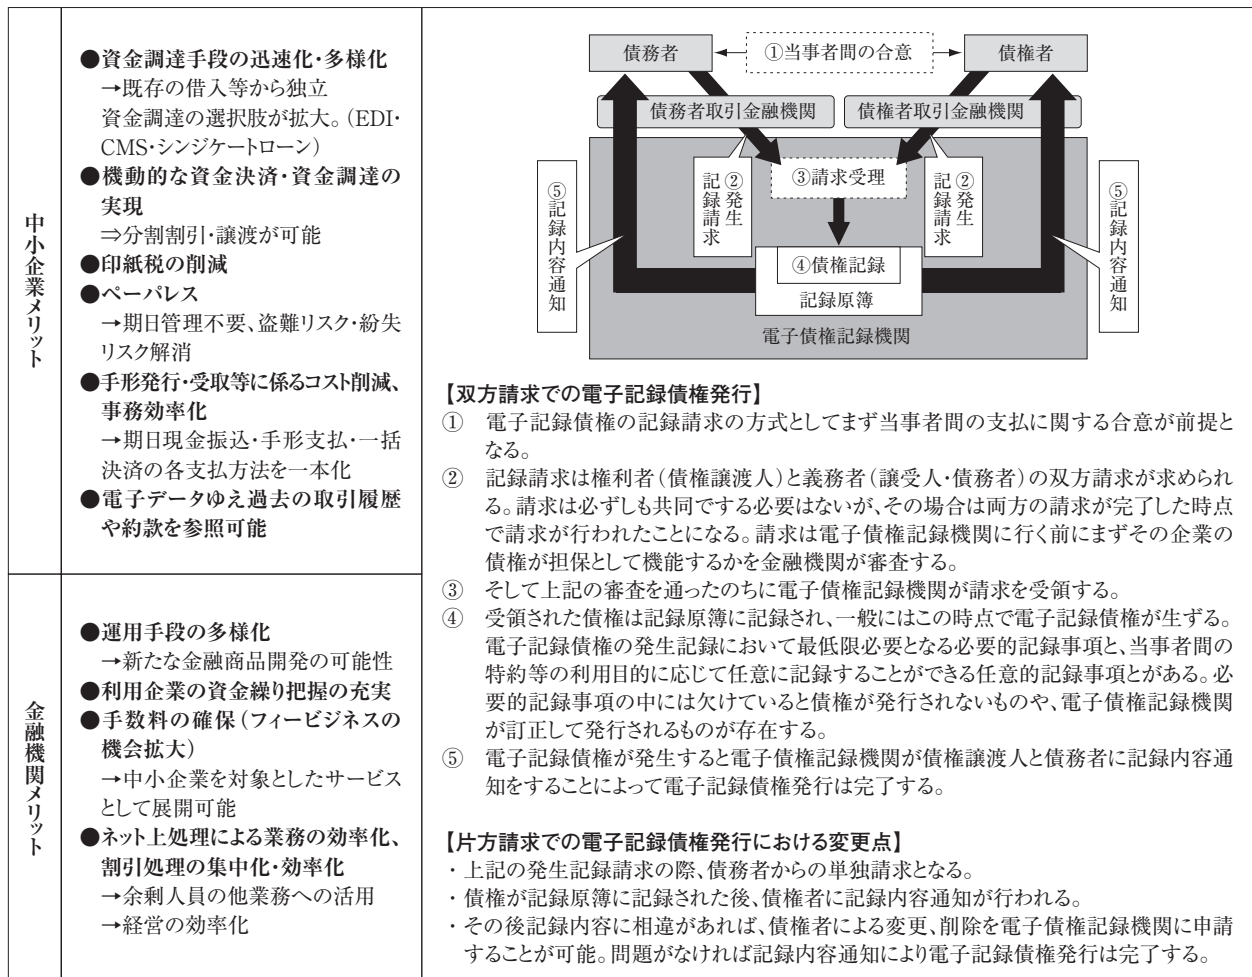 中小企業メリット
●資金調達手段の迅速化・多様化
→既存の借入等から独立
資金調達の選択肢が拡大。（EDI・
CMS・シンジケートローン）
●機動的な資金決済・資金調達の
実現
⇒分割割引・譲渡が可能
●印紙税の削減
●ペーパレス
→期日管理不要、盗難リスク・紛失
リスク解消
●手形発行・受取等に係るコスト削減、
事務効率化
→期日現金振込・手形支払・一括
決済の各支払方法を一本化
●電子データゆえ過去の取引履歴
や約款を参照可能
金融機関メリット
●運用手段の多様化
→新たな金融商品開発の可能性
●利用企業の資金繰り把握の充実
●手数料の確保（フィービジネスの
機会拡大）
→中小企業を対象としたサービス
として展開可能
●ネット上処理による業務の効率化、
割引処理の集中化・効率化
→余剰人員の他業務への活用
→経営の効率化
債務者
①当事者間の合意
債権者
債務者取引金融機関
債権者取引金融機関
⑤記録内容通知
②発生
記録請求
③請求受理
②発生
記録請求
⑤記録内容通知
④債権記録
記録原簿
電子債権記録機関
【双方請求での電子記録債権発行】
① 電子記録債権の記録請求の方式としてまず当事者間の支払に関する合意が前提と
なる。
② 記録請求は権利者（債権譲渡人）と義務者（譲受人・債務者）の双方請求が求められ
る。請求は必ずしも共同でする必要はないが、その場合は両方の請求が完了した時点
で請求が行われたことになる。請求は電子債権記録機関に行く前にまずその企業の
債権が担保として機能するかを金融機関が審査する。
③ そして上記の審査を通ったのちに電子債権記録機関が請求を受領する。
④ 受領された債権は記録原簿に記録され、一般にはこの時点で電子記録債権が生ずる。
電子記録債権の発生記録において最低限必要となる必要的記録事項と、当事者間の
特約等の利用目的に応じて任意に記録することができる任意的記録事項とがある。必
要的記録事項の中には欠けていると債権が発行されないものや、電子債権記録機関
が訂正して発行されるものが存在する。
⑤ 電子記録債権が発生すると電子債権記録機関が債権譲渡人と債務者に記録内容通
知をすることによって電子記録債権発行は完了する。
【片方請求での電子記録債権発行における変更点】
・上記の発生記録請求の際、債務者からの単独請求となる。
・債権が記録原簿に記録された後、債権者に記録内容通知が行われる。
・その後記録内容に相違があれば、債権者による変更、削除を電子債権記録機関に申請
することが可能。問題がなければ記録内容通知により電子記録債権発行は完了する。